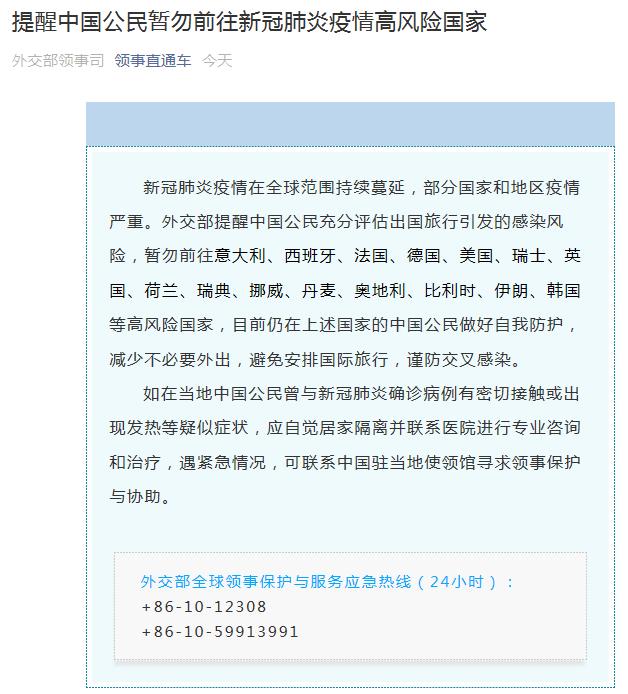 提醒中国公民暂勿前往新冠肺炎疫情高风险国家
外交部领事司 领事直通车 今天
新冠肺炎疫情在全球范围持续蔓延，部分国家和地区疫情
严重。外交部提醒中国公民充分评估出国旅行引发的感染风
险，暂勿前往意大利、西班牙、法国、德国、美国、瑞士、英
国、荷兰、瑞典、挪威、丹麦、奥地利、比利时、伊朗、韩国
等高风险国家，目前仍在上述国家的中国公民做好自我防护，
减少不必要外出，避免安排国际旅行，谨防交叉感染。
如在当地中国公民曾与新冠肺炎确诊病例有密切接触或出
现发热等疑似症状，应自觉居家隔离并联系医院进行专业咨询
和治疗，遇紧急情况，可联系中国驻当地使领馆寻求领事保护
与协助。
外交部全球领事保护与服务应急热线（24小时）：
+86-10-12308
+86-10-59913991